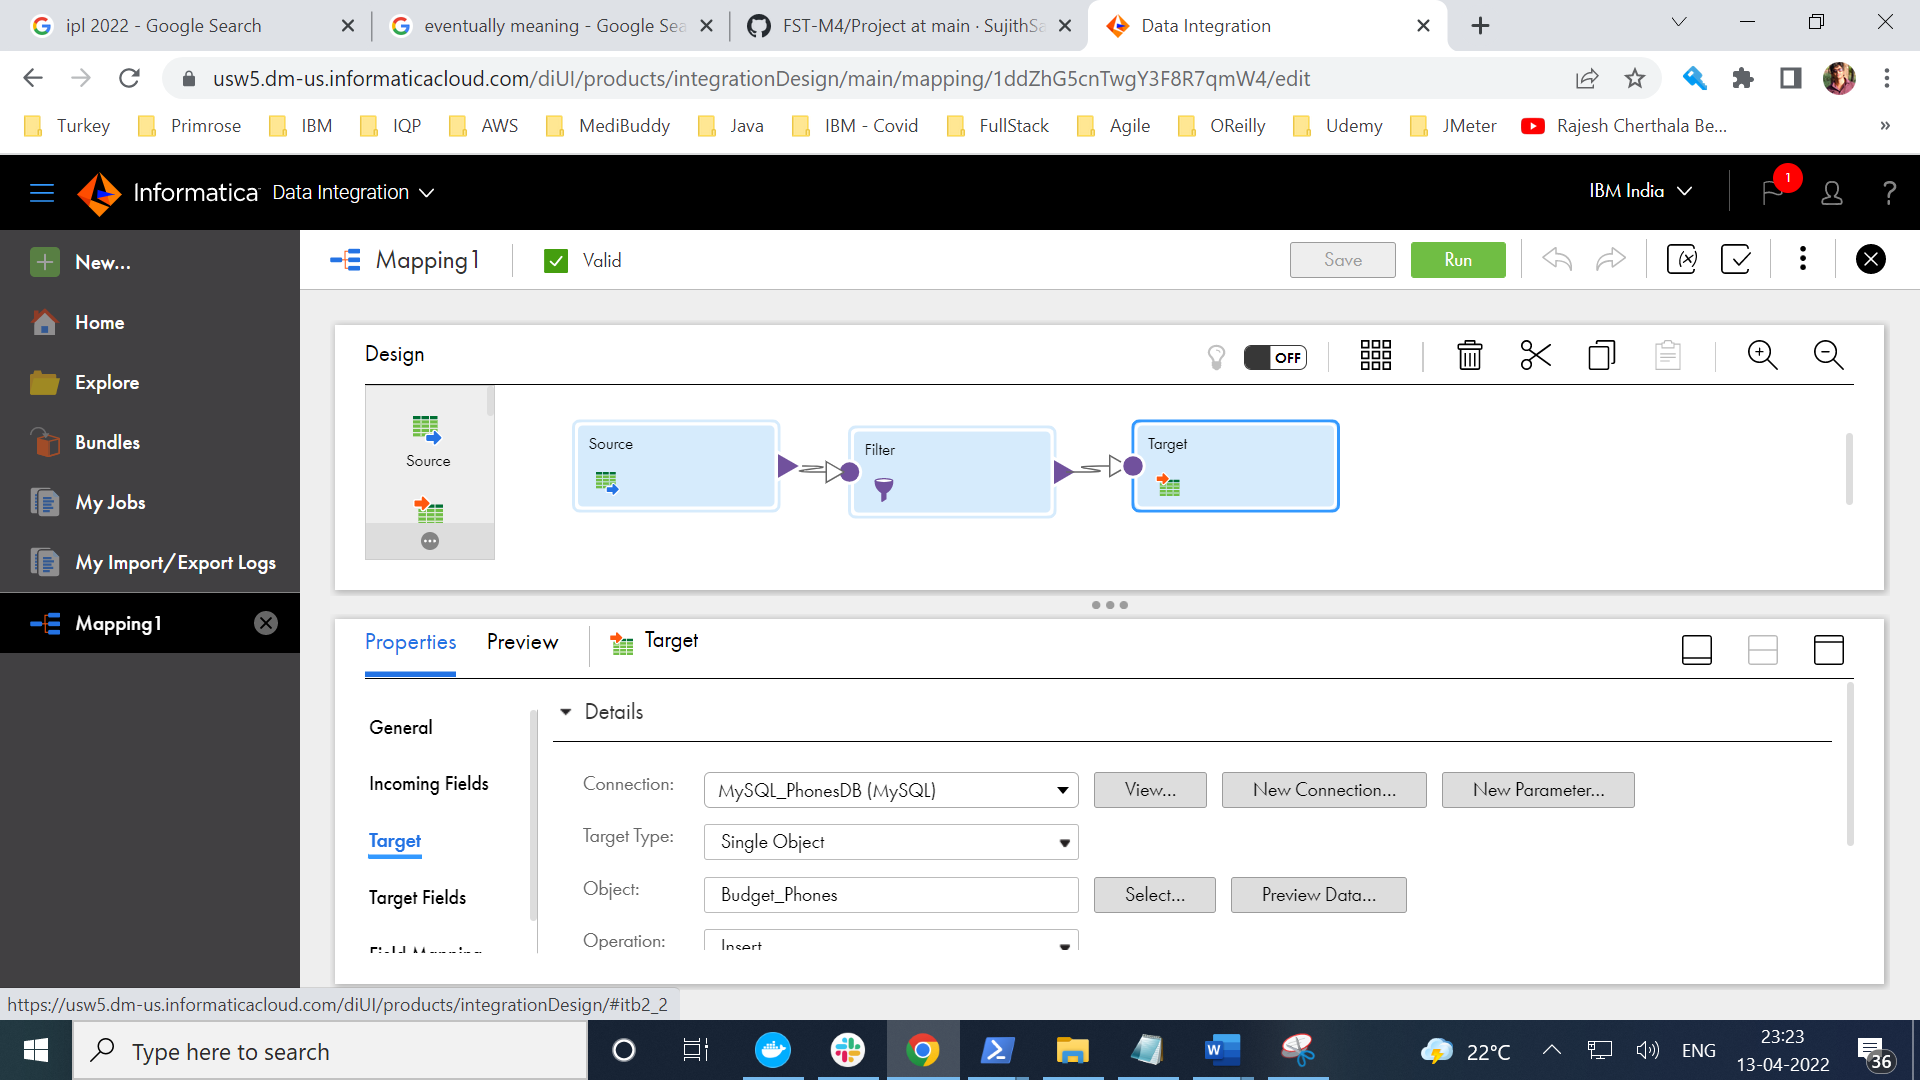 ipl 2022 - Google Search
eventually meaning - Google Sea
FST-M4/Project at main · SujithSa
Data Integration
usw5.dm-us.informaticacloud.com/diUI/products/integrationDesign/main/mapping/1ddZhG5cnTwgY3F8R7qmW4/edit
Turkey Primrose IBM IQP AWS MediBuddy Java IBM - Covid FullStack Agile OReilly Udemy JMeter Rajesh Cherthala Be... »
Informatica Data Integration
IBM India
1
?
New...
Home
Explore
Bundles
My Jobs
My Import/Export Logs
Mapping1
Mapping1
Valid
Save
Run
(x)
Design
OFF
Source
Source
Filter
Target
Properties
Preview
Target
General
Incoming Fields
Target
Target Fields
Field Mapping
Details
Connection: MySQL_PhonesDB (MySQL) View... New Connection... New Parameter...
Target Type: Single Object
Object: Budget_Phones Select... Preview Data...
Operation: Insert
https://usw5.dm-us.informaticacloud.com/diUI/products/integrationDesign/#itb2_2
Type here to search
W
22°C
ENG
23:23
13-04-2022
36